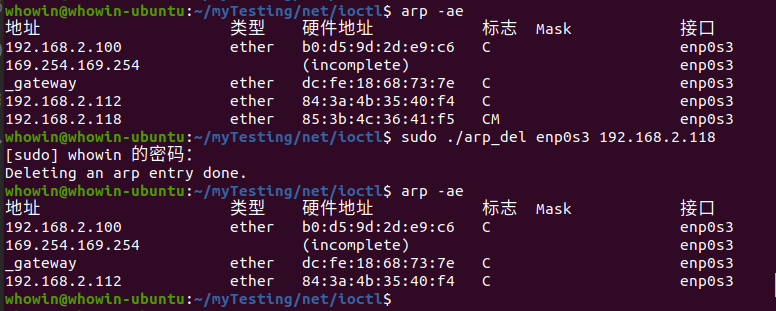 whowin@whowin-ubuntu:~/myTesting/net/ioctl$ arp -ae
地址 类型 硬件地址 标志 Mask 接口
192.168.2.100 ether b0:d5:9d:2d:e9:c6 C enp0s3
169.254.169.254 (incomplete) enp0s3
_gateway ether dc:fe:18:68:73:7e C enp0s3
192.168.2.112 ether 84:3a:4b:35:40:f4 C enp0s3
192.168.2.118 ether 85:3b:4c:36:41:f5 CM enp0s3
whowin@whowin-ubuntu:~/myTesting/net/ioctl$ sudo ./arp_del enp0s3 192.168.2.118
[sudo] whowin 的密码：
Deleting an arp entry done.
whowin@whowin-ubuntu:~/myTesting/net/ioctl$ arp -ae
地址 类型 硬件地址 标志 Mask 接口
192.168.2.100 ether b0:d5:9d:2d:e9:c6 C enp0s3
169.254.169.254 (incomplete) enp0s3
_gateway ether dc:fe:18:68:73:7e C enp0s3
192.168.2.112 ether 84:3a:4b:35:40:f4 C enp0s3
whowin@whowin-ubuntu:~/myTesting/net/ioctl$